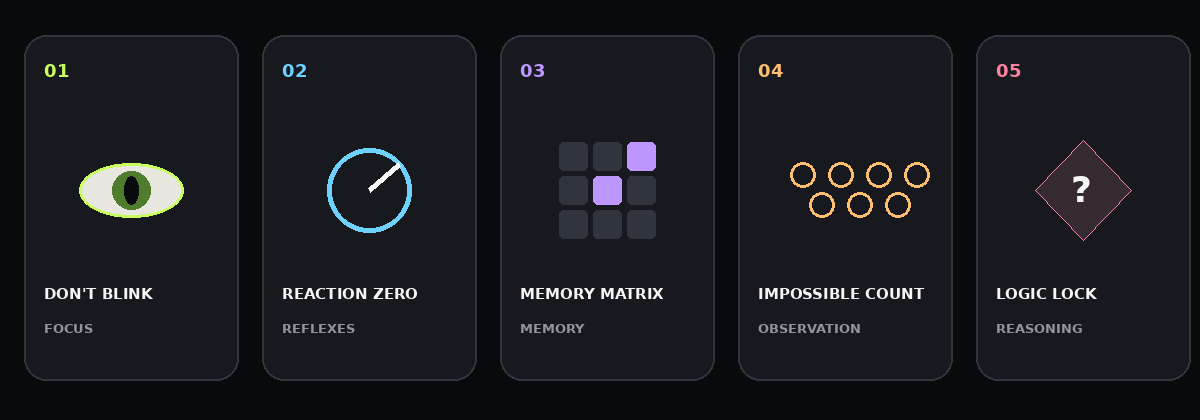 01
DON'T BLINK
FOCUS
02
REACTION ZERO
REFLEXES
03
MEMORY MATRIX
MEMORY
04
IMPOSSIBLE COUNT
OBSERVATION
05
?
LOGIC LOCK
REASONING